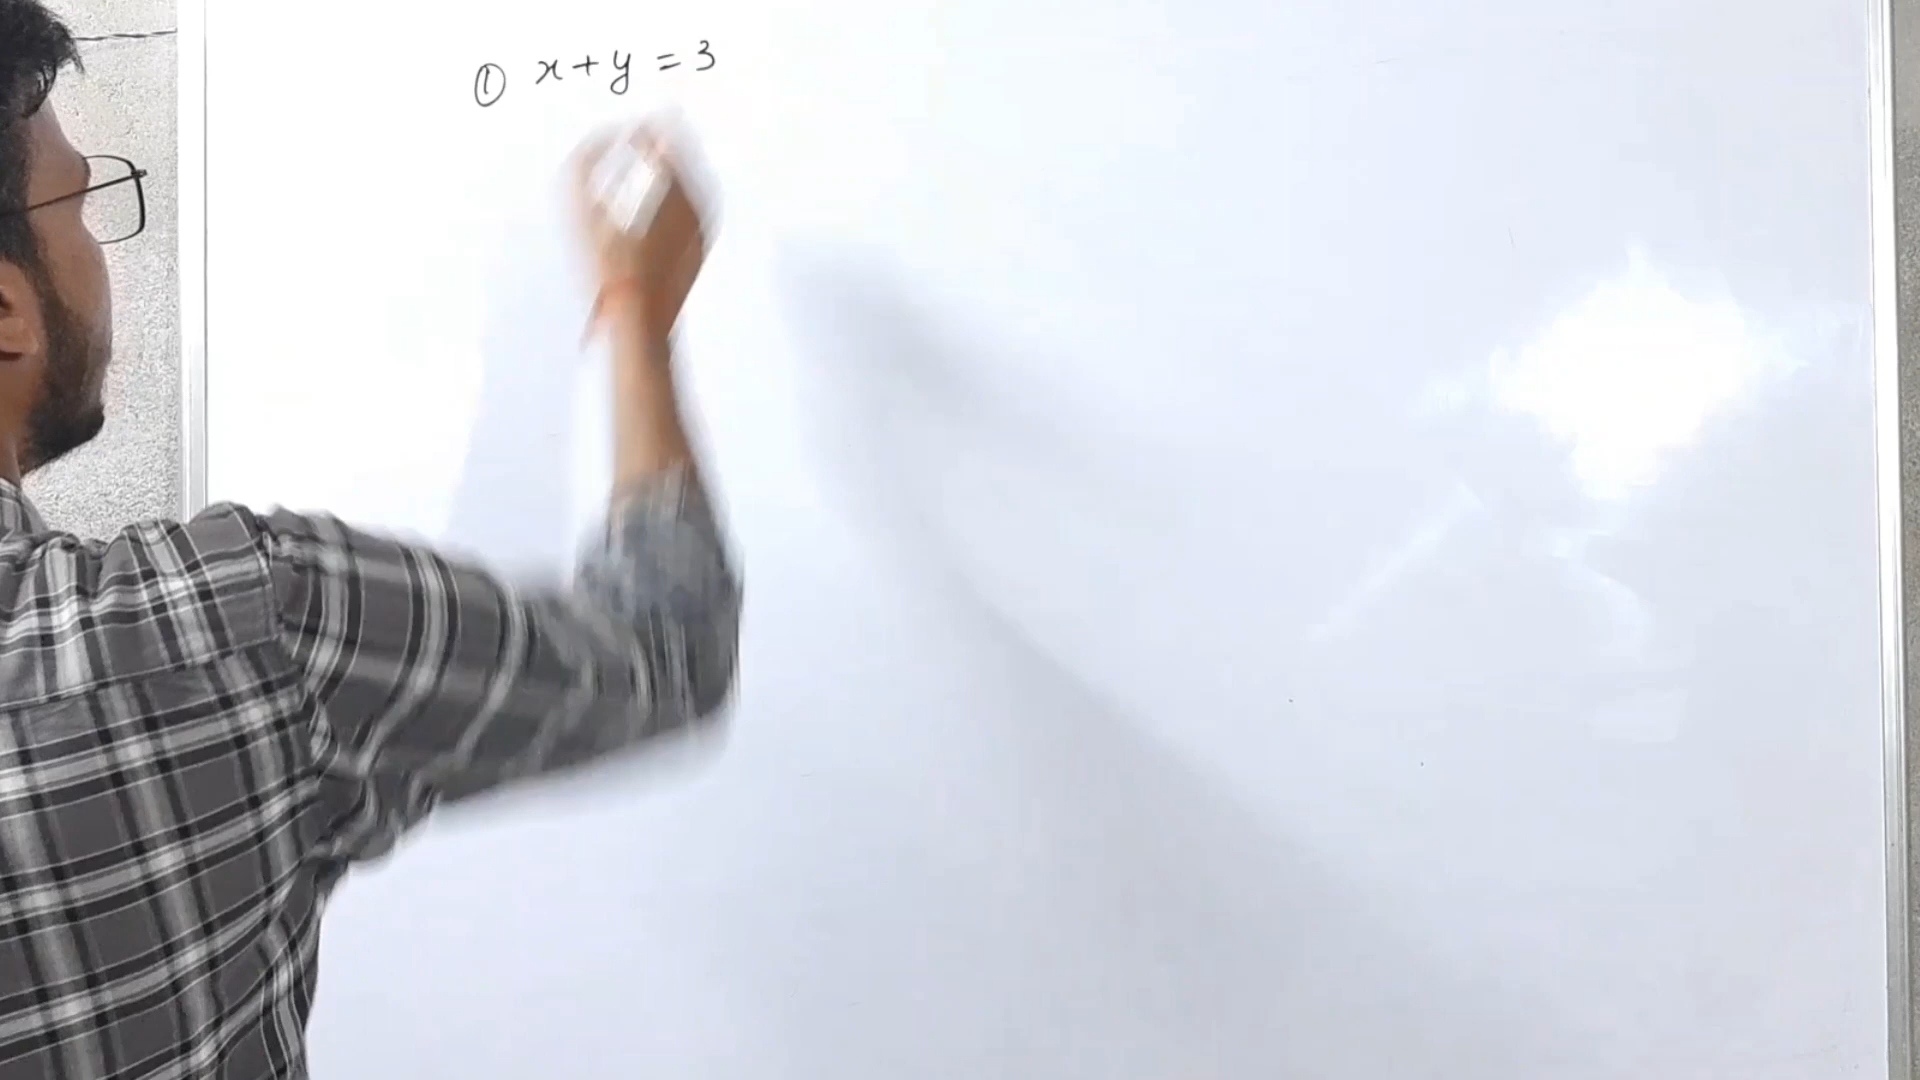 ① x + y = 3